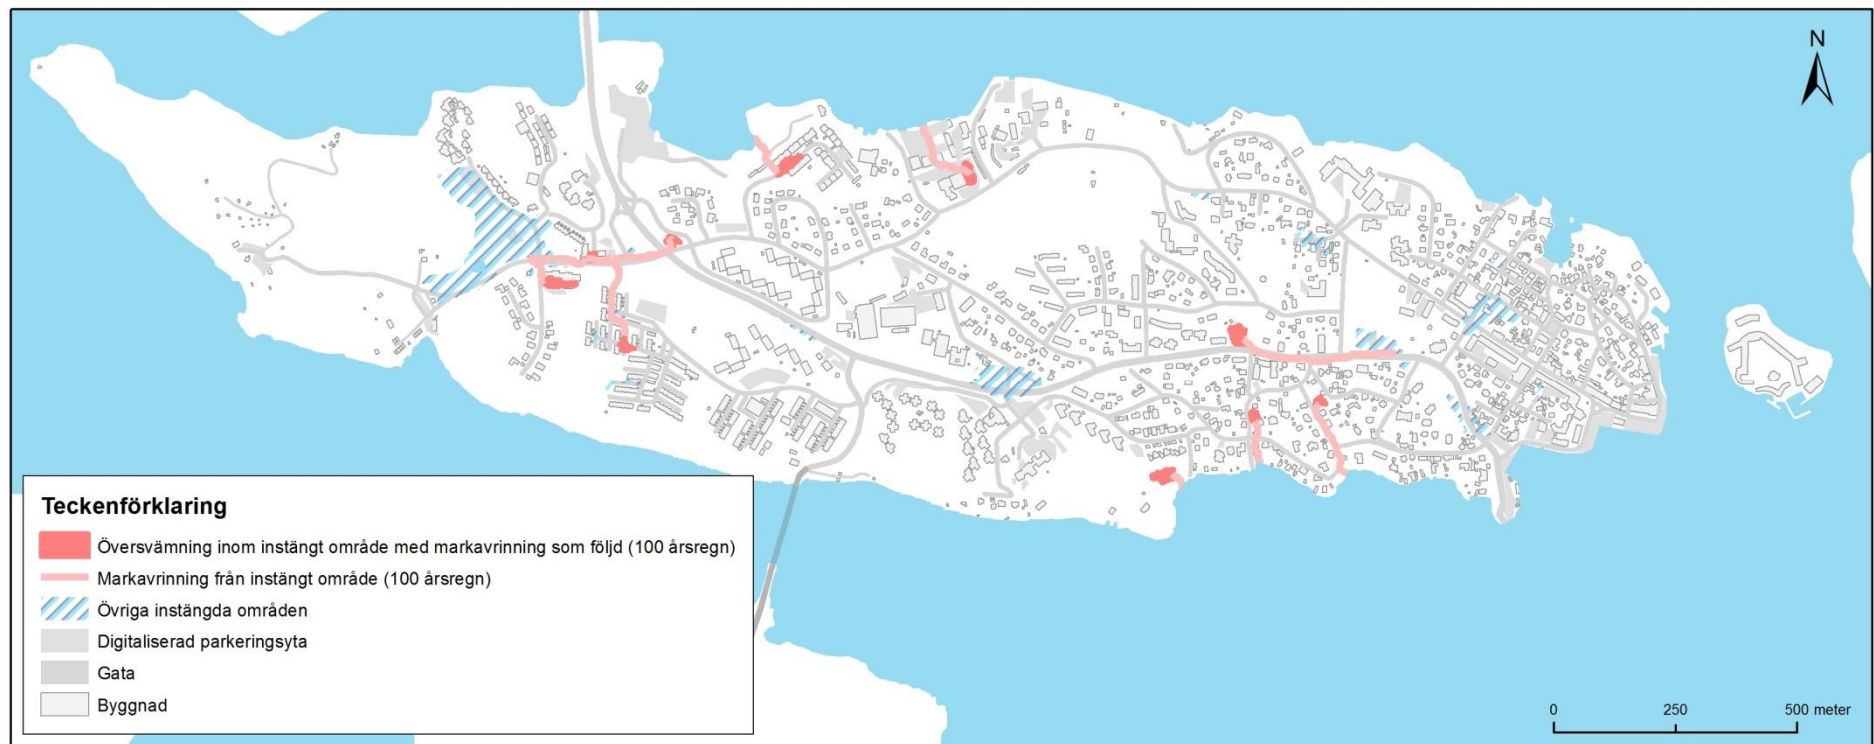 N
Teckenförklaring
Översvämning inom instängt område med markavrinning som följd (100 årsregn)
Markavrinning från instängt område (100 årsregn)
Övriga instängda områden
Digitaliserad parkeringsyta
Gata
Byggnad
0 250 500 meter